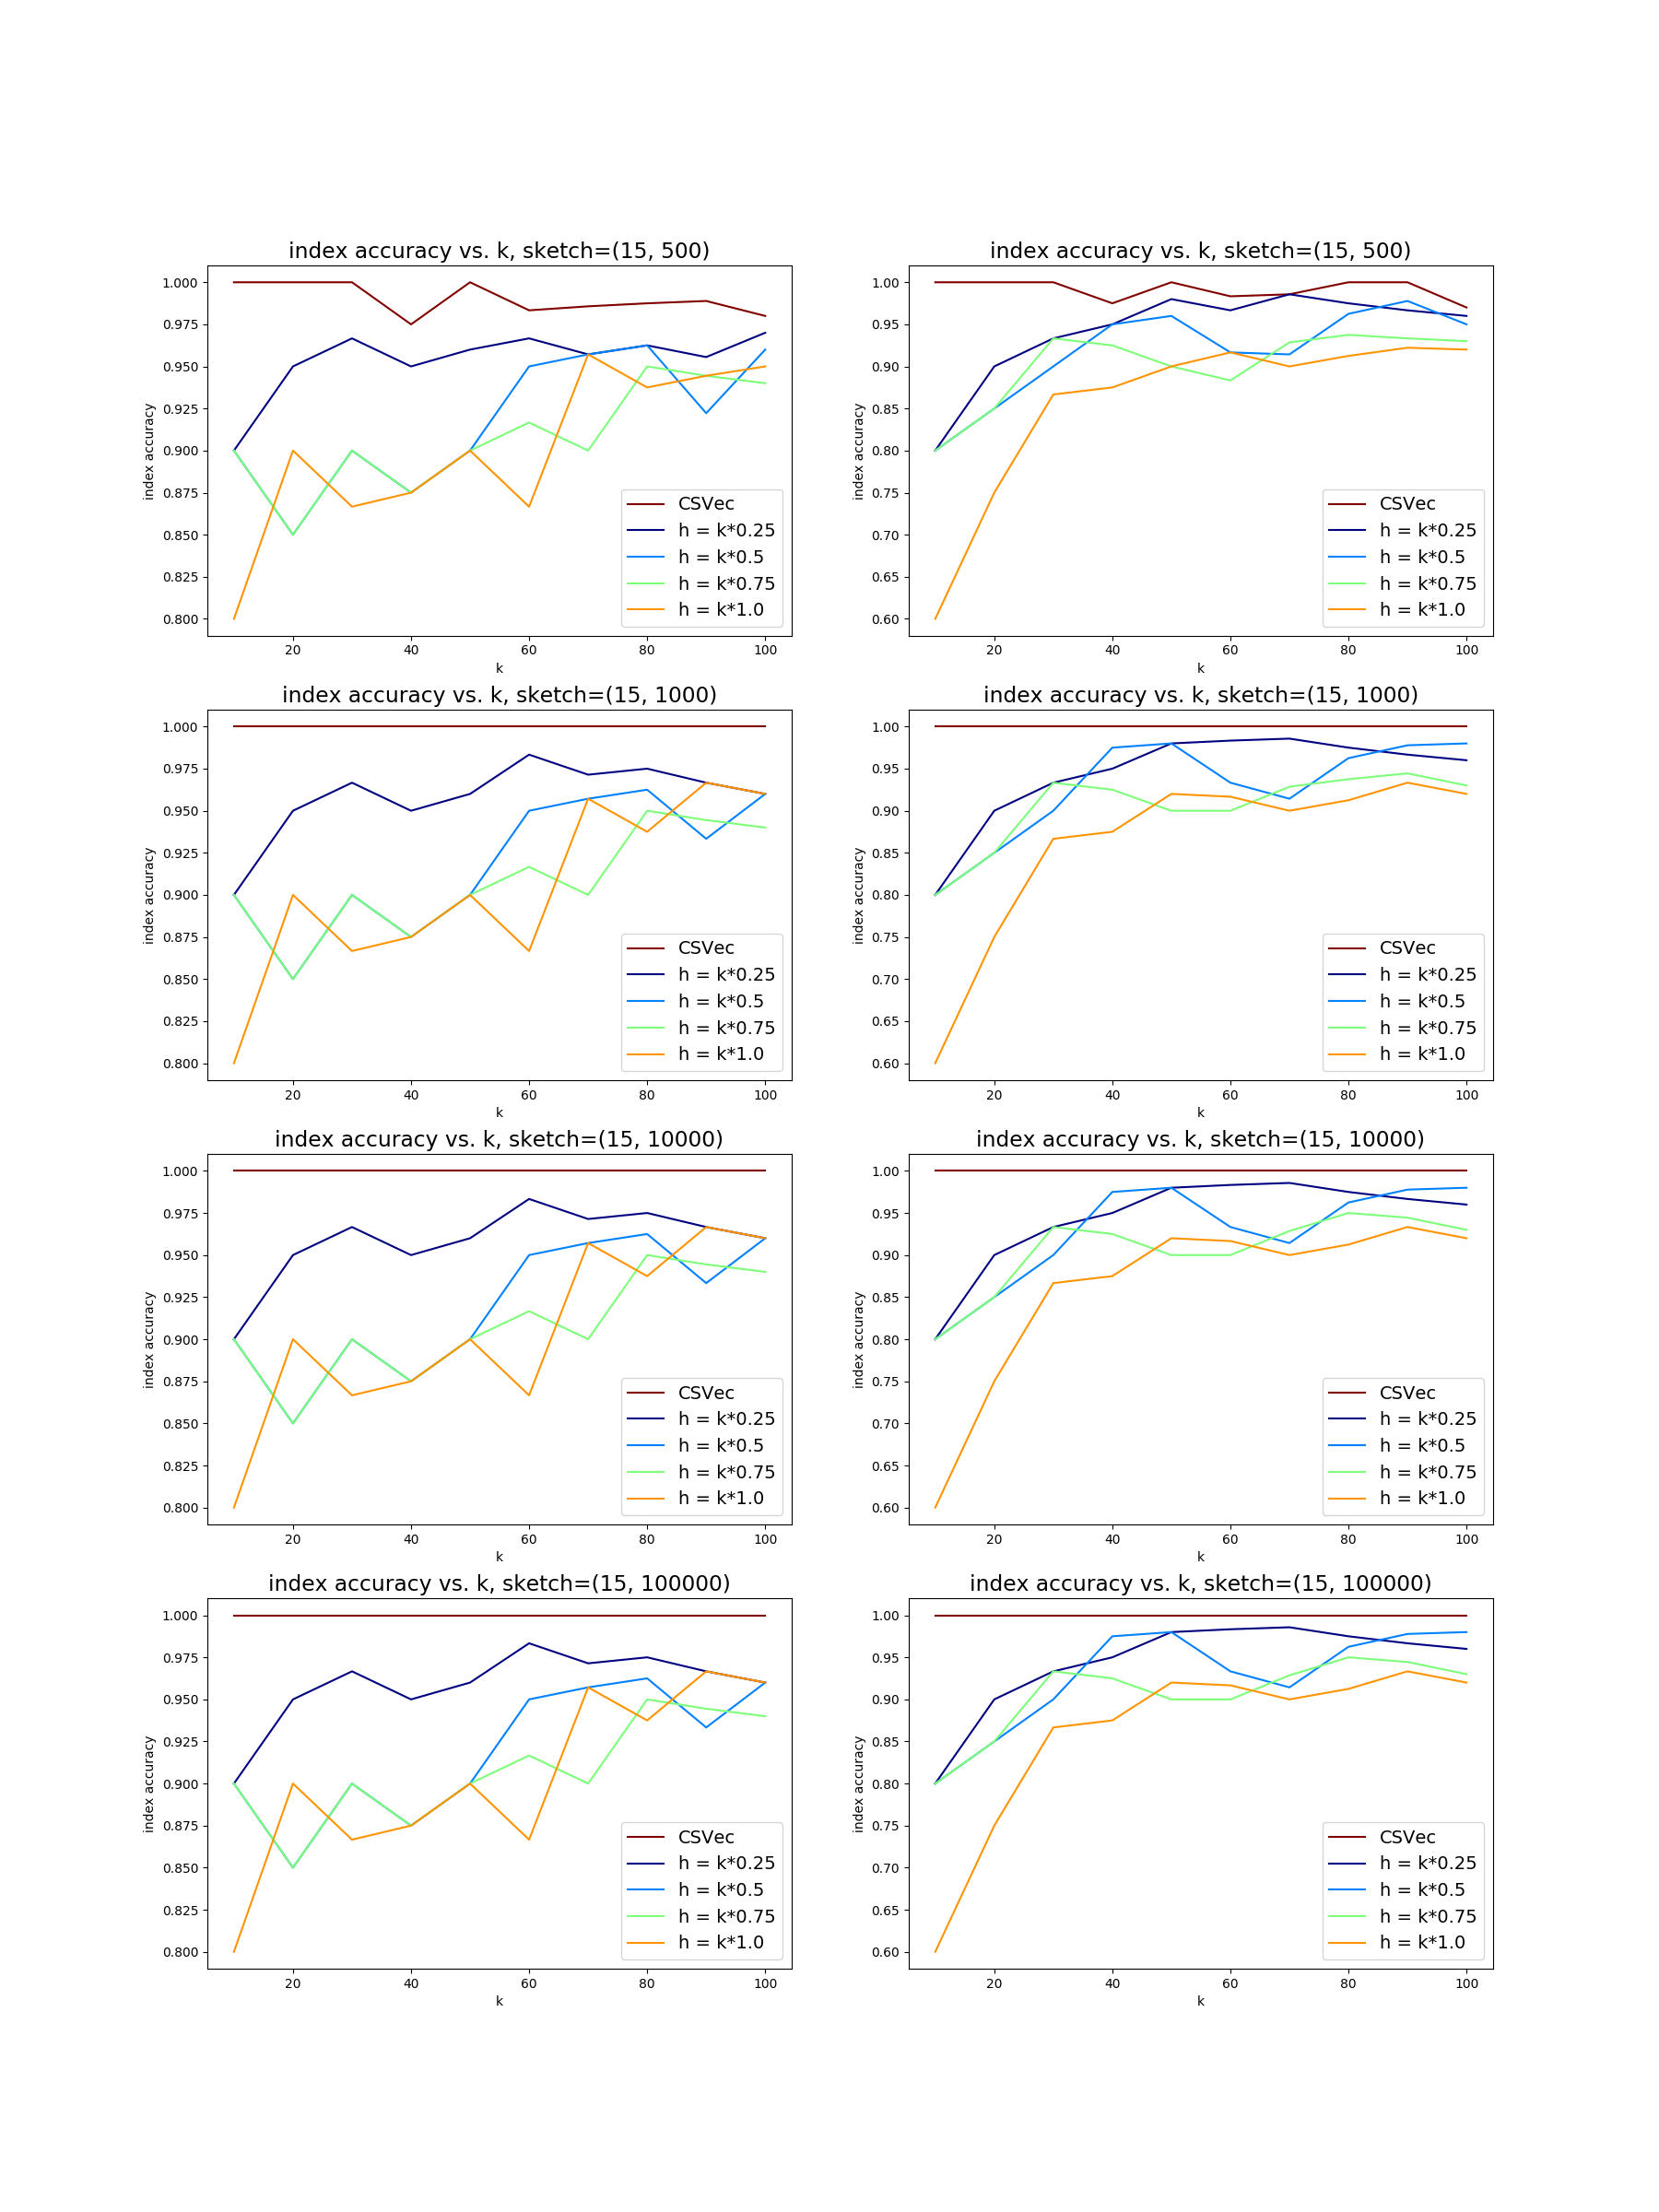 index accuracy vs. k, sketch=(15, 500)
1.000
0.975
0.950
0.925
0.900
0.875
0.850
0.825
0.800
index accuracy
CSVec
h = k*0.25
h = k*0.5
h = k*0.75
h = k*1.0
20 40 60 80 100
k
index accuracy vs. k, sketch=(15, 500)
1.00
0.95
0.90
0.85
0.80
0.75
0.70
0.65
0.60
index accuracy
CSVec
h = k*0.25
h = k*0.5
h = k*0.75
h = k*1.0
20 40 60 80 100
k
index accuracy vs. k, sketch=(15, 1000)
1.000
0.975
0.950
0.925
0.900
0.875
0.850
0.825
0.800
index accuracy
CSVec
h = k*0.25
h = k*0.5
h = k*0.75
h = k*1.0
20 40 60 80 100
k
index accuracy vs. k, sketch=(15, 1000)
1.00
0.95
0.90
0.85
0.80
0.75
0.70
0.65
0.60
index accuracy
CSVec
h = k*0.25
h = k*0.5
h = k*0.75
h = k*1.0
20 40 60 80 100
k
index accuracy vs. k, sketch=(15, 10000)
1.000
0.975
0.950
0.925
0.900
0.875
0.850
0.825
0.800
index accuracy
CSVec
h = k*0.25
h = k*0.5
h = k*0.75
h = k*1.0
20 40 60 80 100
k
index accuracy vs. k, sketch=(15, 10000)
1.00
0.95
0.90
0.85
0.80
0.75
0.70
0.65
0.60
index accuracy
CSVec
h = k*0.25
h = k*0.5
h = k*0.75
h = k*1.0
20 40 60 80 100
k
index accuracy vs. k, sketch=(15, 100000)
1.000
0.975
0.950
0.925
0.900
0.875
0.850
0.825
0.800
index accuracy
CSVec
h = k*0.25
h = k*0.5
h = k*0.75
h = k*1.0
20 40 60 80 100
k
index accuracy vs. k, sketch=(15, 100000)
1.00
0.95
0.90
0.85
0.80
0.75
0.70
0.65
0.60
index accuracy
CSVec
h = k*0.25
h = k*0.5
h = k*0.75
h = k*1.0
20 40 60 80 100
k